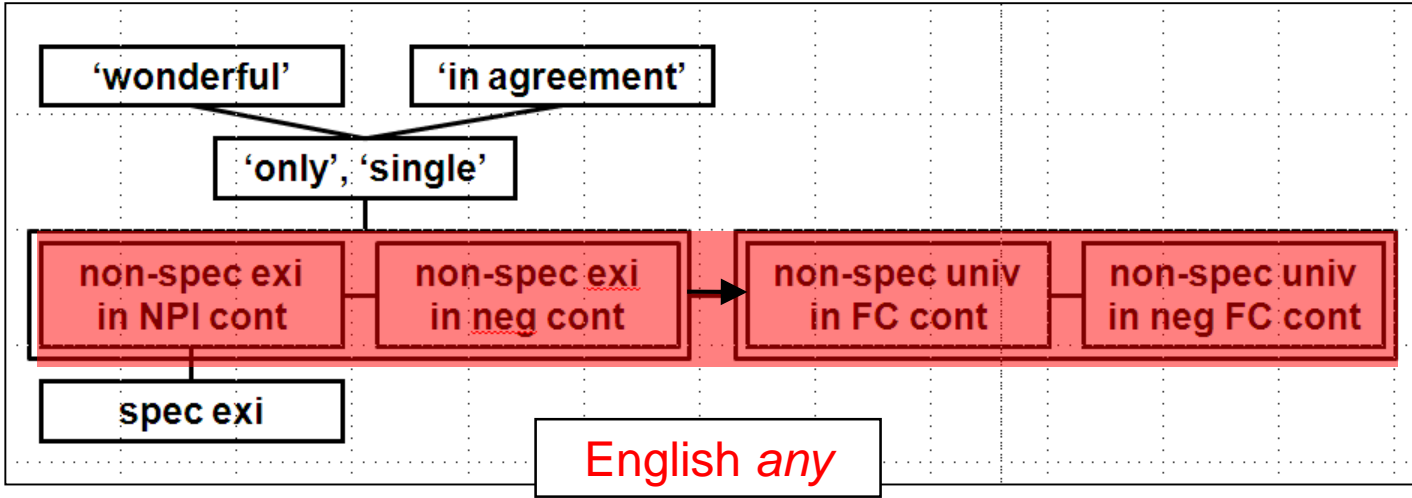 ‘wonderful’ ‘in agreement’
‘only’, ‘single’
non-spec exi
in NPI cont
non-spec exi
in neg cont
non-spec univ
in FC cont
non-spec univ
in neg FC cont
spec exi
English any